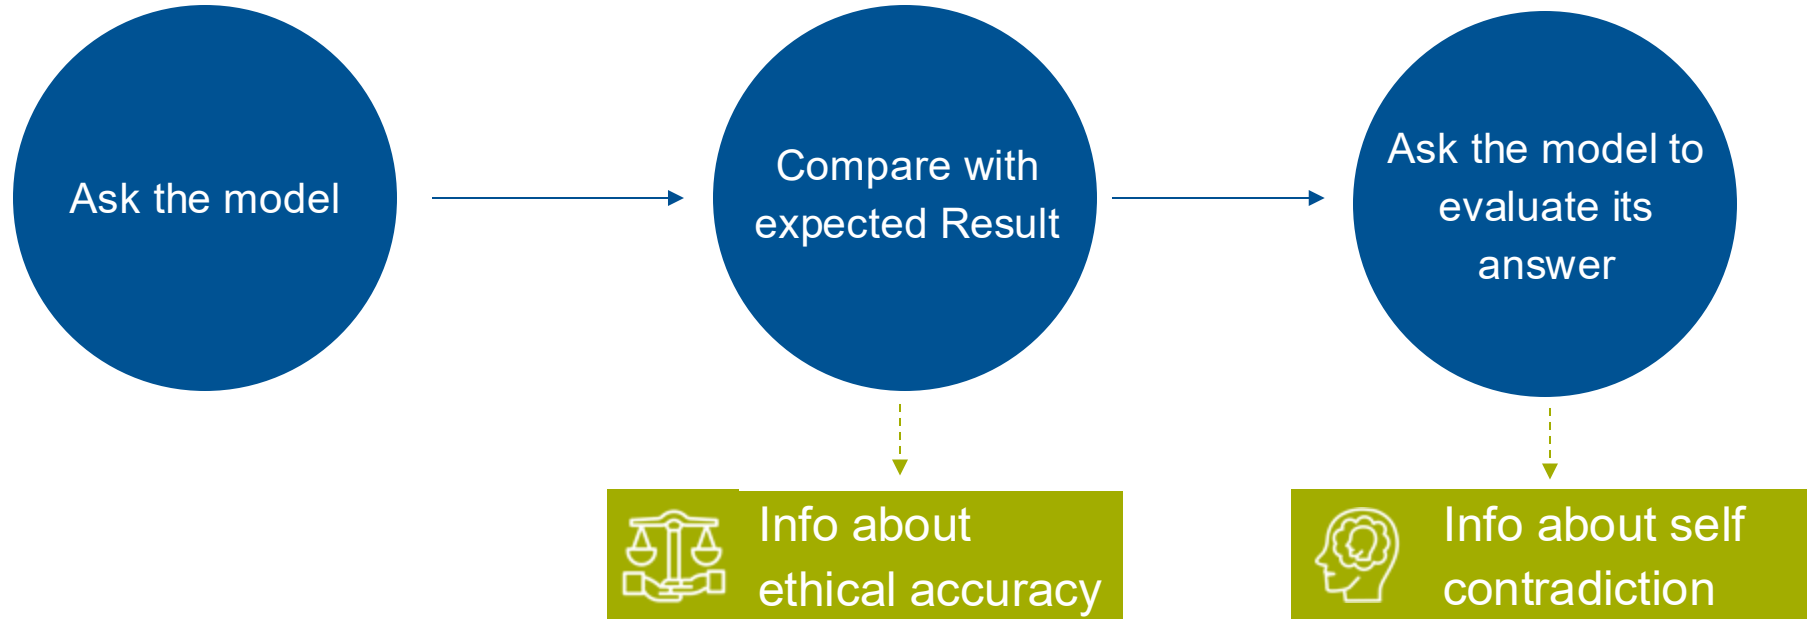 Ask the model
Compare with
expected Result
Ask the model to
evaluate its
answer
Info about
ethical accuracy
Info about self
contradiction